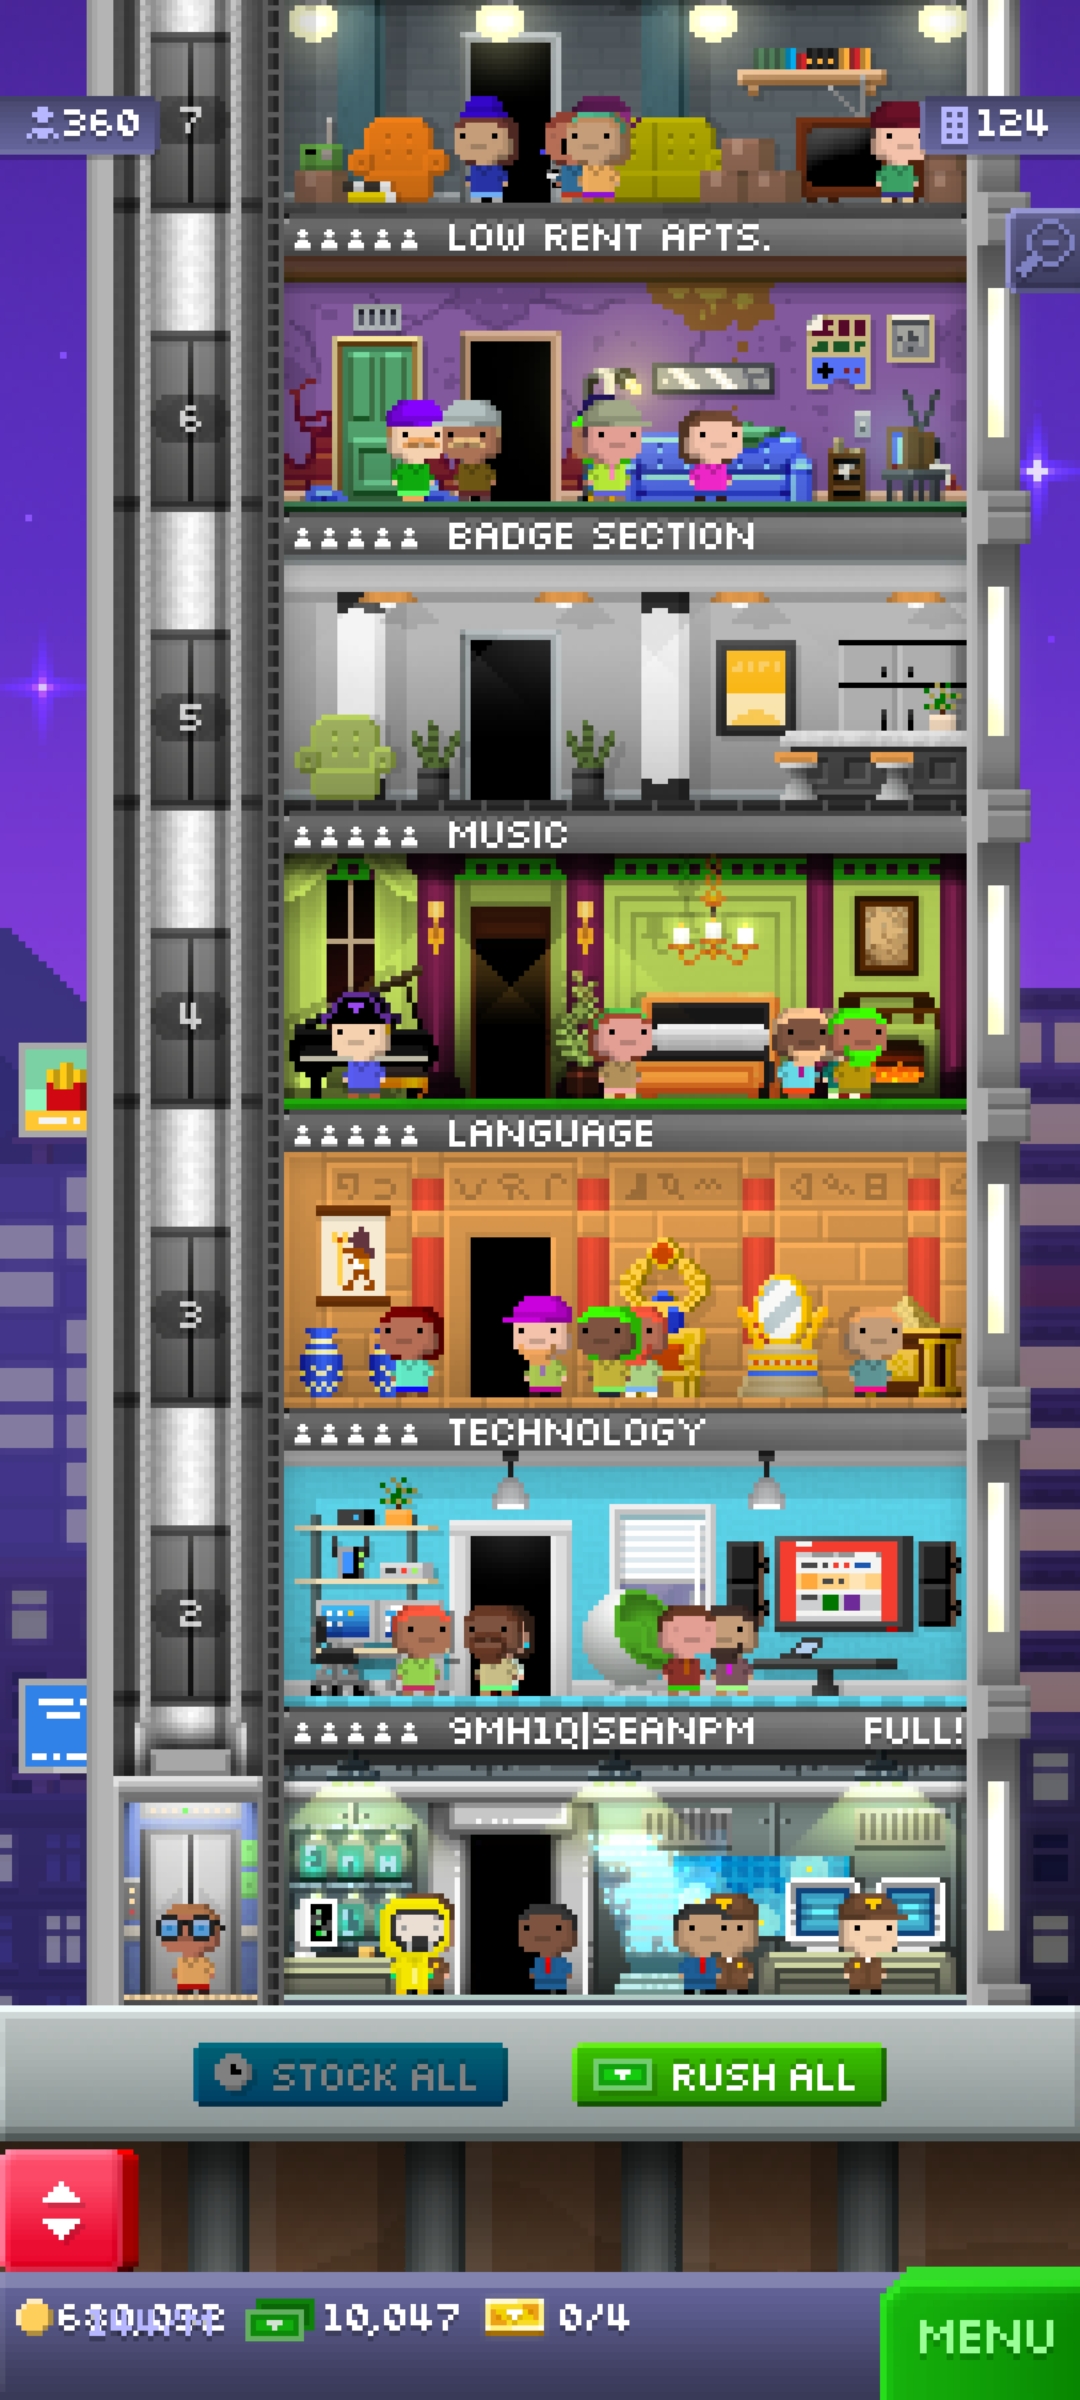 360
7
124
LOW RENT APTS.
6
BADGE SECTION
5
MUSIC
4
LANGUAGE
3
TECHNOLOGY
2
9MH1Q|SEANPM FULL!
STOCK ALL
RUSH ALL
10,047
0/4
MENU